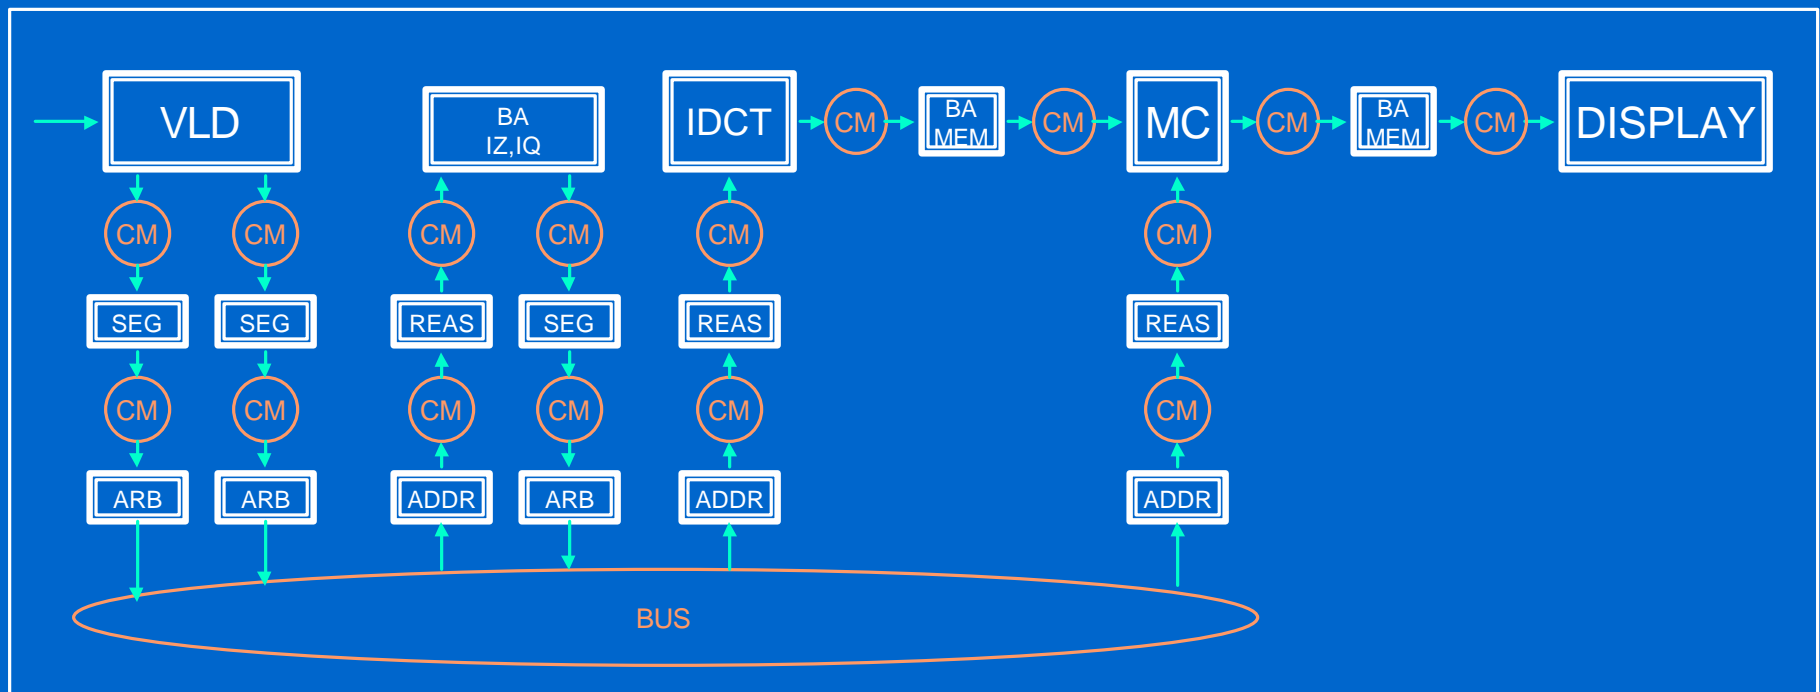 VLD
BA
IZ,IQ
IDCT
CM
BA
MEM
CM
MC
CM
BA
MEM
CM
DISPLAY
CM
CM
CM
CM
CM
CM
SEG
SEG
REAS
SEG
REAS
REAS
CM
CM
CM
CM
CM
CM
ARB
ARB
ADDR
ARB
ADDR
ADDR
BUS